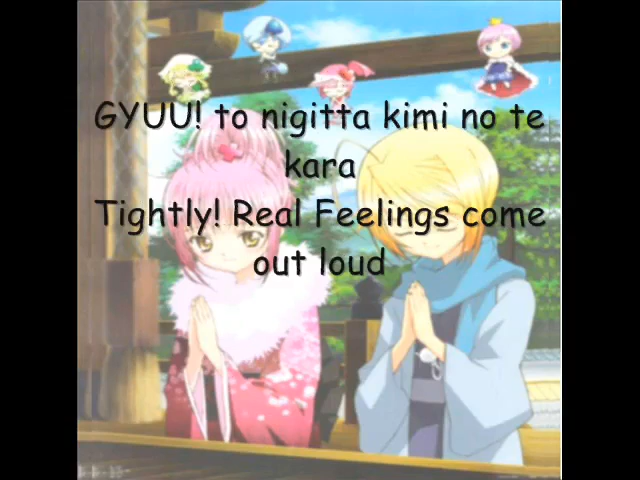 GYUU! to nigitta kimi no te
kara
Tightly! Real Feelings come
out loud